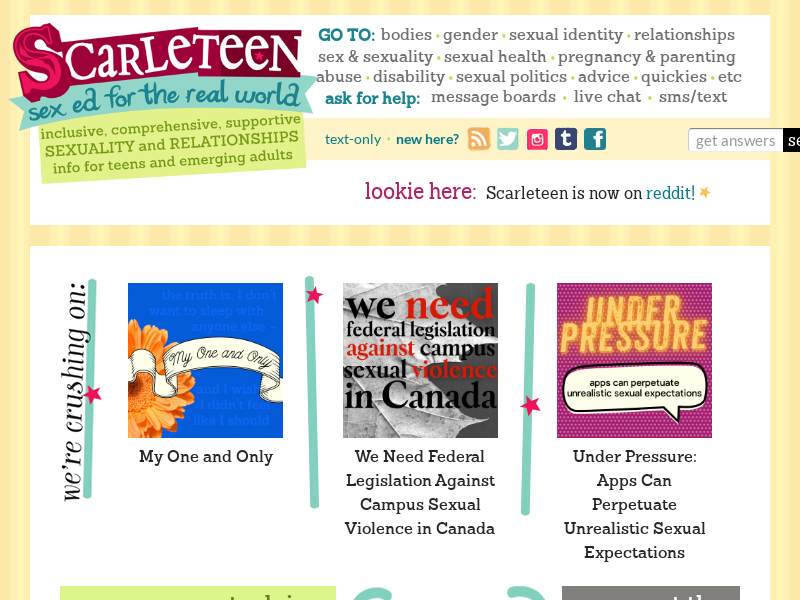 SCARLETEEN
sex ed for the real world
inclusive, comprehensive, supportive
SEXUALITY and RELATIONSHIPS
info for teens and emerging adults
GO TO: bodies • gender • sexual identity • relationships
sex & sexuality • sexual health • pregnancy & parenting
abuse • disability • sexual politics • advice • quickies • etc
ask for help: message boards • live chat • sms/text
text-only • new here?
get answers
se
lookie here: Scarleteen is now on reddit!
we're crushing on:
the truth is, I don't
want to sleep with
anyone else –
My One and Only
and I wish
I didn't feel
like I should
My One and Only
we need
federal legislation
against campus
sexual violence
in Canada
We Need Federal
Legislation Against
Campus Sexual
Violence in Canada
UNDER
PRESSURE
apps can perpetuate
unrealistic sexual expectations
Under Pressure:
Apps Can
Perpetuate
Unrealistic Sexual
Expectations